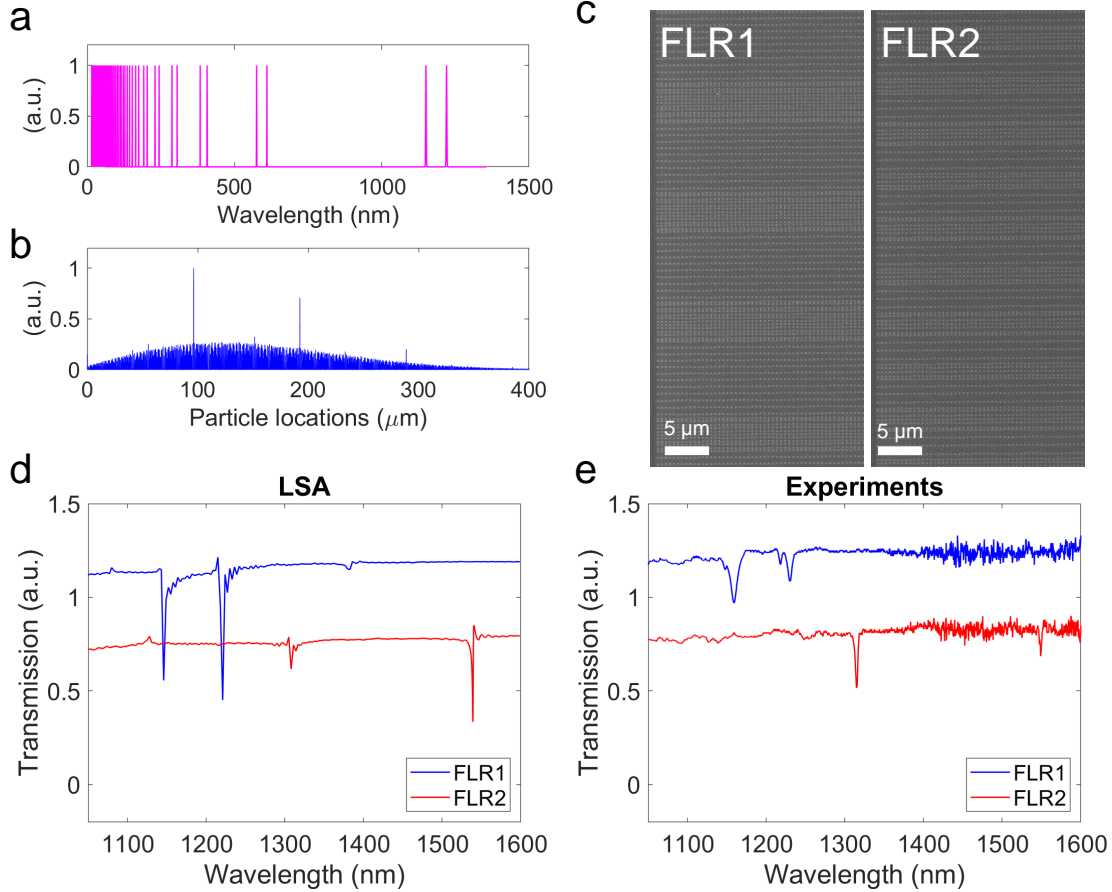 a
1
0.5
0
(a.u.)
0 500 1000 1500
Wavelength (nm)
b
1
0.5
0
(a.u.)
0 100 200 300 400
Particle locations (μm)
c
FLR1
FLR2
5 μm
5 μm
d
LSA
1.5
1
0.5
0
Transmission (a.u.)
FLR1
FLR2
1100 1200 1300 1400 1500 1600
Wavelength (nm)
e
Experiments
1.5
1
0.5
0
Transmission (a.u.)
FLR1
FLR2
1100 1200 1300 1400 1500 1600
Wavelength (nm)